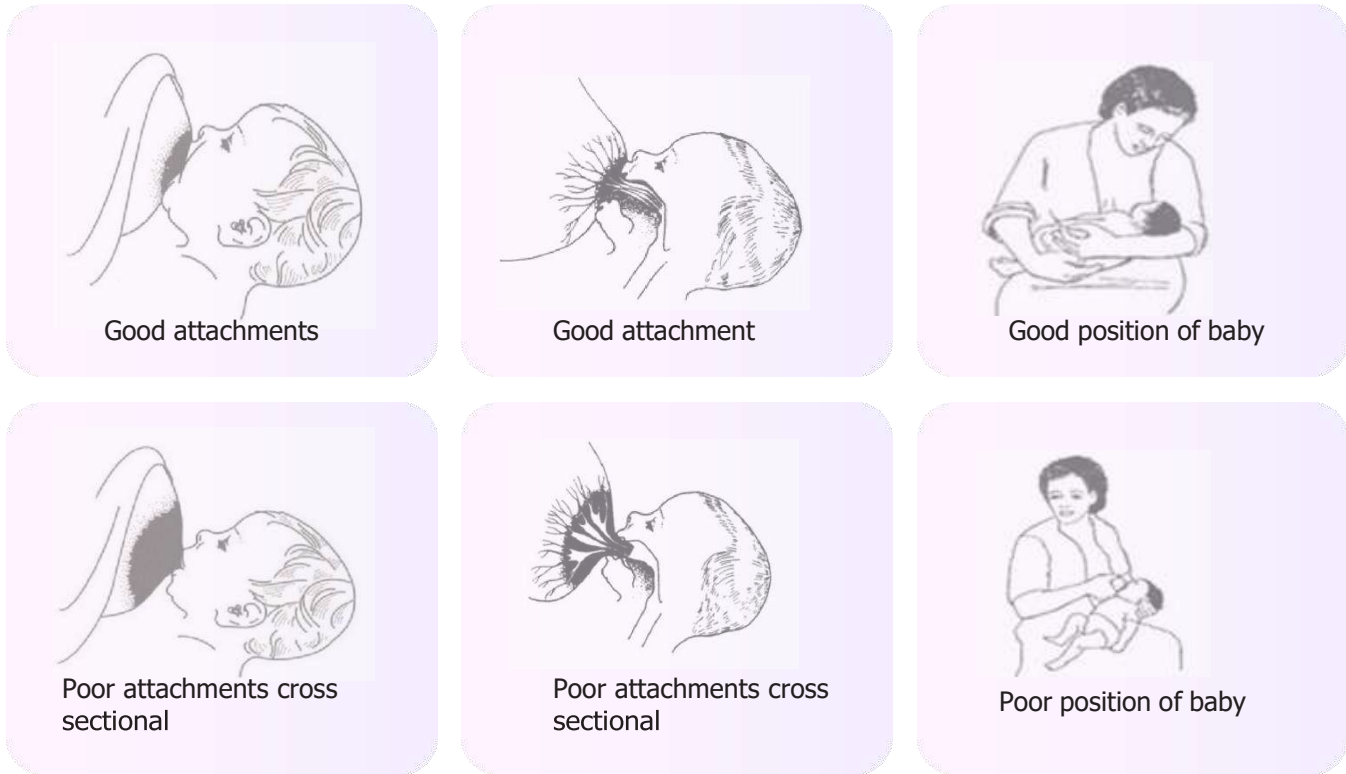 Good attachments
Good attachment
Good position of baby
Poor attachments cross
sectional
Poor attachments cross
sectional
Poor position of baby